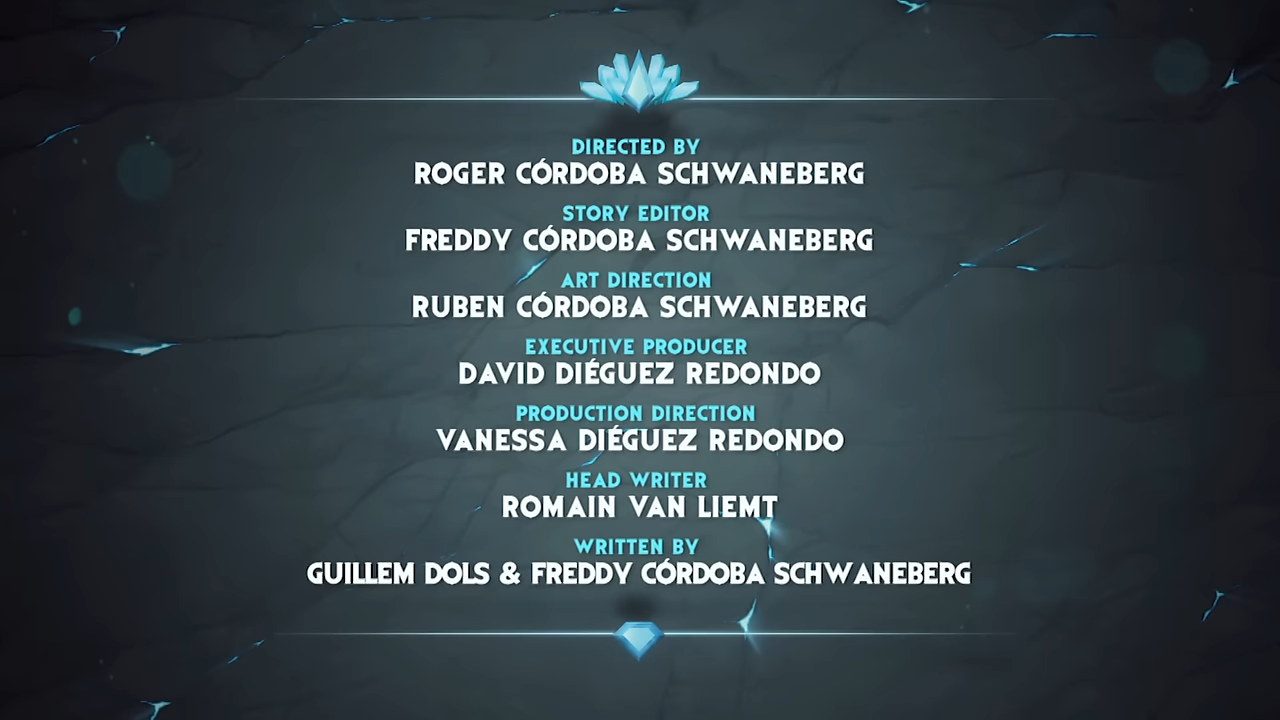 DIRECTED BY
ROGER CÓRDOBA SCHWANEBERG
STORY EDITOR
FREDDY CÓRDOBA SCHWANEBERG
ART DIRECTION
RUBEN CÓRDOBA SCHWANEBERG
EXECUTIVE PRODUCER
DAVID DIÉGUEZ REDONDO
PRODUCTION DIRECTION
VANESSA DIÉGUEZ REDONDO
HEAD WRITER
ROMAIN VAN LIEMT
WRITTEN BY
GUILLEM DOLS & FREDDY CÓRDOBA SCHWANEBERG